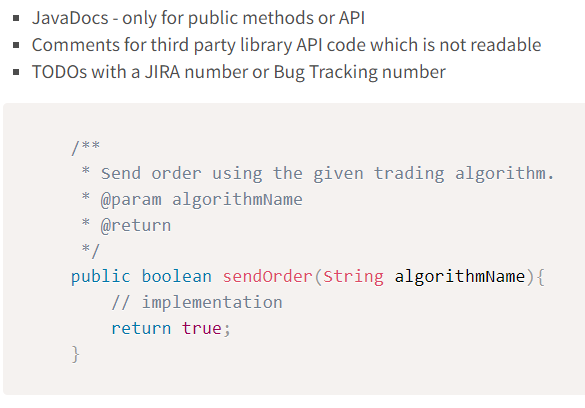 ▪ JavaDocs - only for public methods or API
▪ Comments for third party library API code which is not readable
▪ TODOs with a JIRA number or Bug Tracking number
/**
 * Send order using the given trading algorithm.
 * @param algorithmName
 * @return
 */
public boolean sendOrder(String algorithmName){
    // implementation
    return true;
}